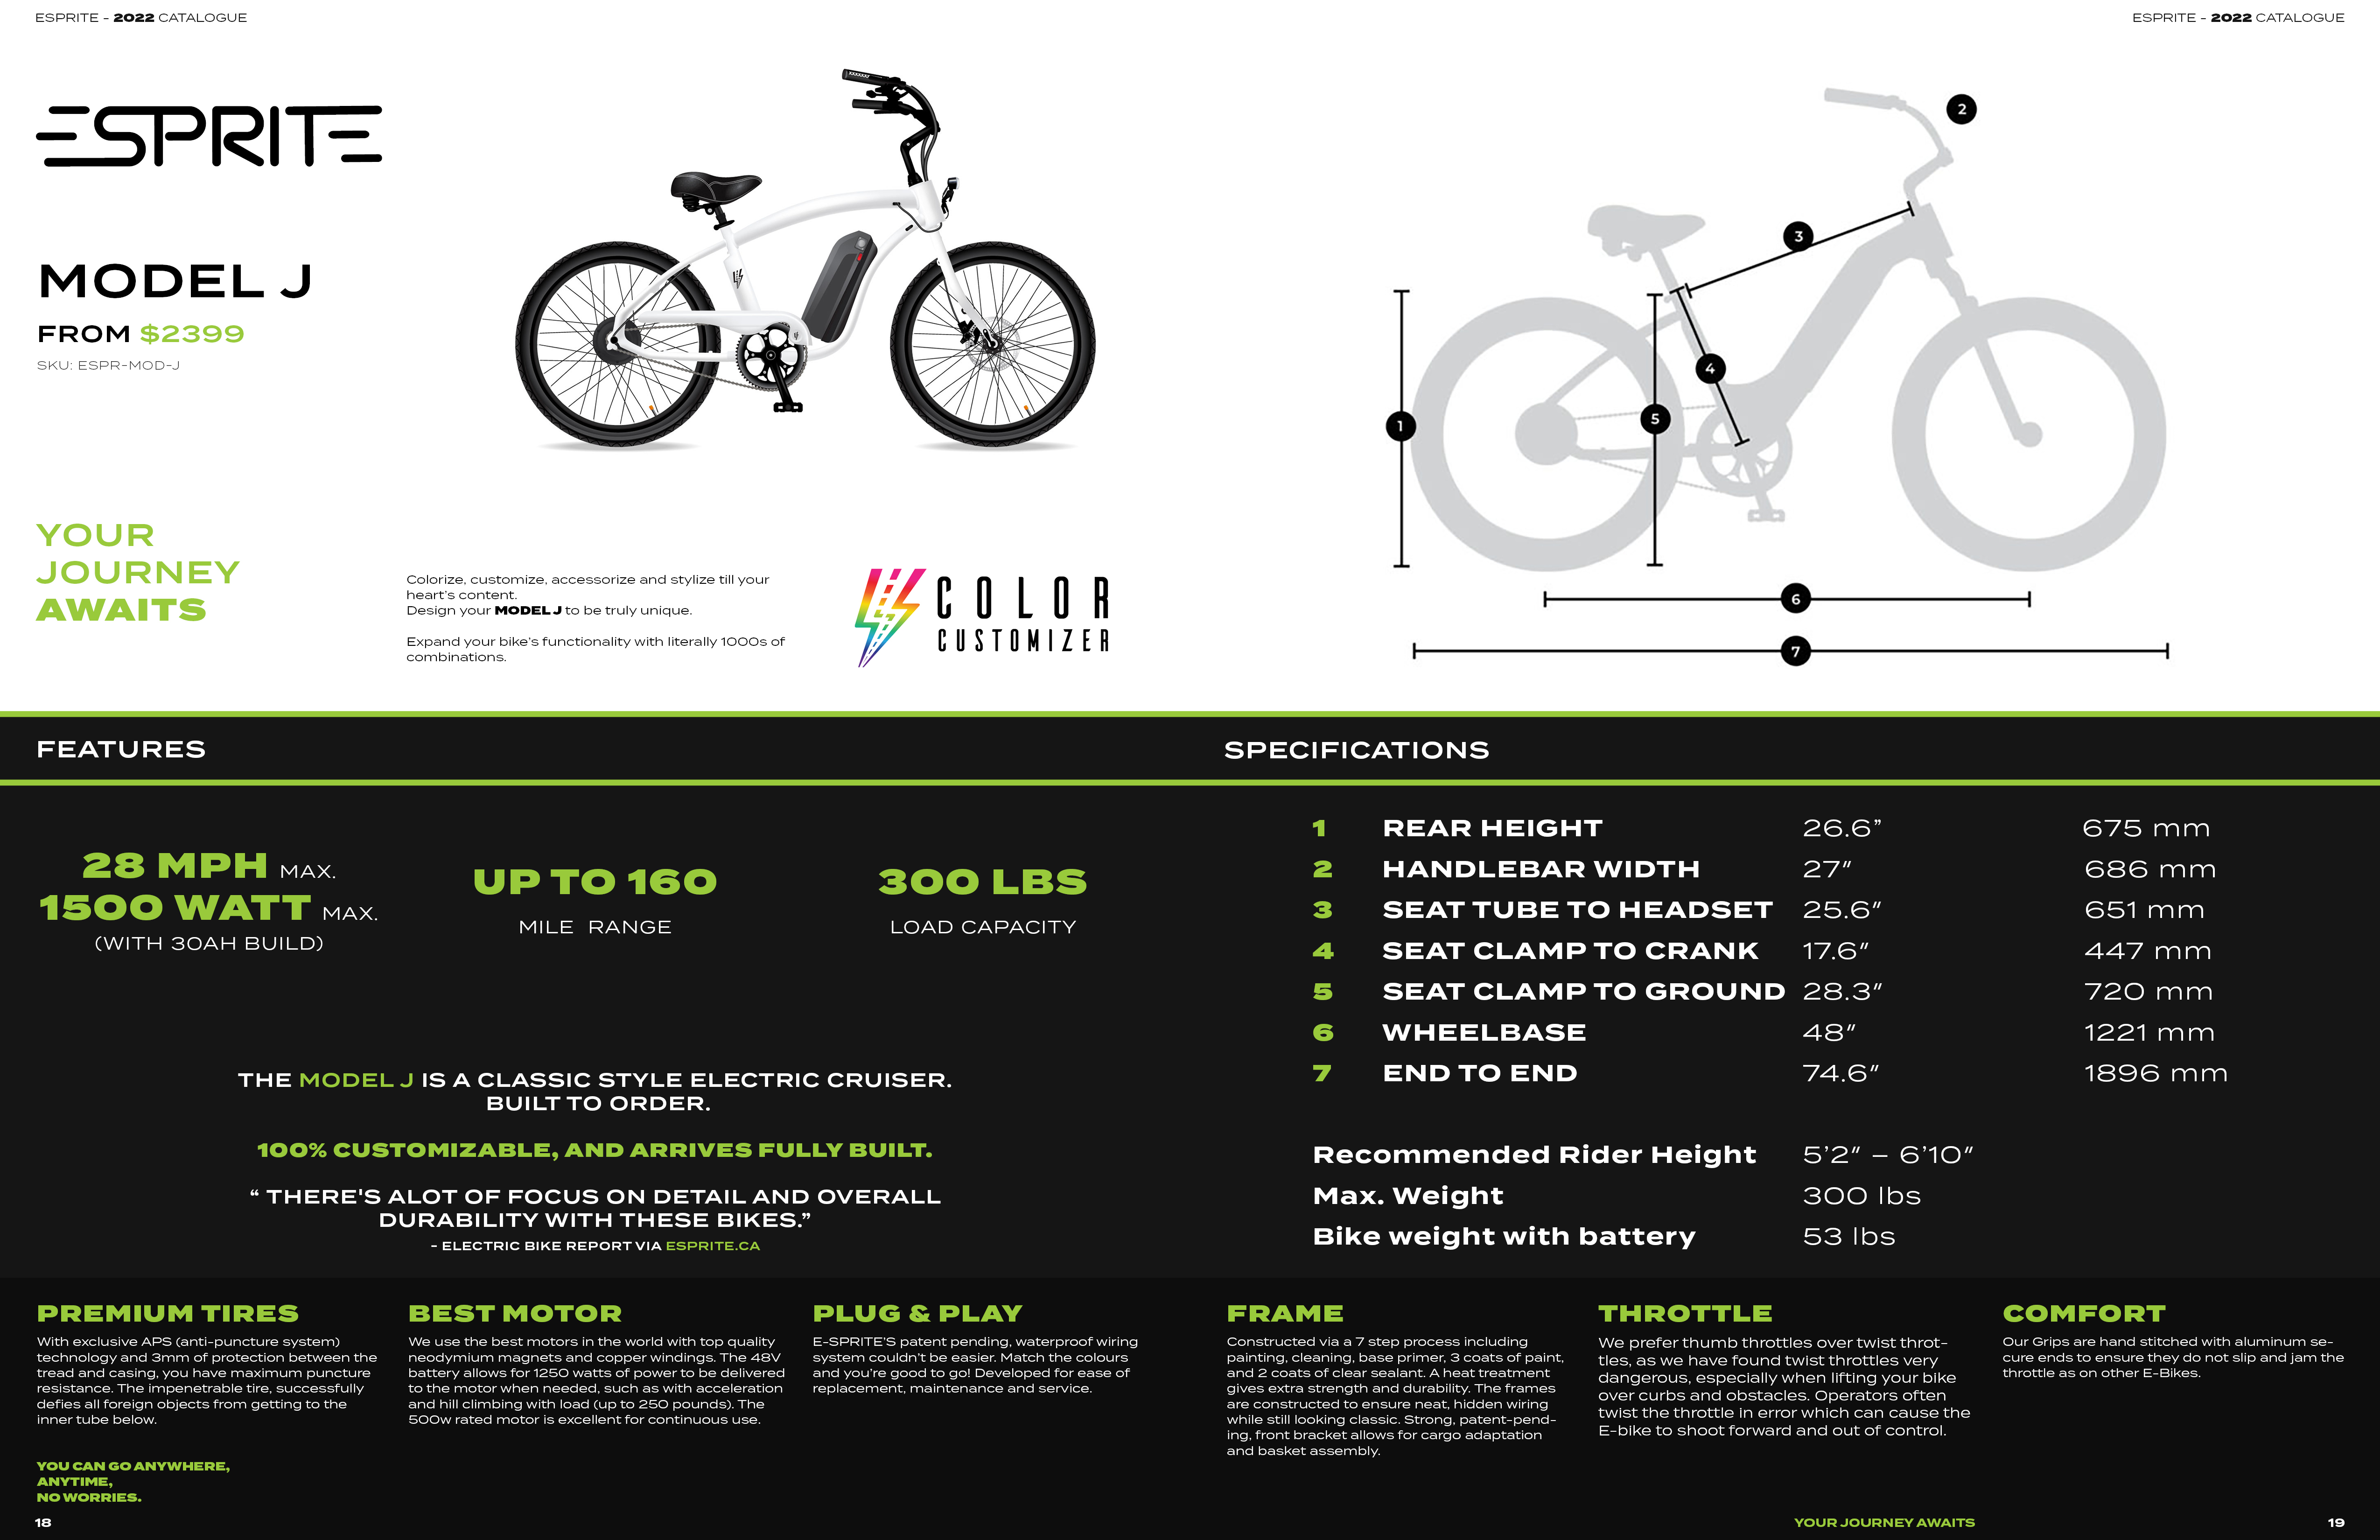 ESPRITE - 2022 CATALOGUE
ESPRITE
MODEL J
FROM $2399
SKU: ESPR-MOD-J
YOUR
JOURNEY
AWAITS
Colorize, customize, accessorize and stylize till your
heart's content.
Design your MODEL J to be truly unique.
Expand your bike's functionality with literally 1000s of
combinations.
COLOR
CUSTOMIZER
ESPRITE - 2022 CATALOGUE
2
3
4
1
5
6
7
FEATURES
28 MPH MAX.
1500 WATT MAX.
(WITH 30AH BUILD)
UP TO 160
MILE RANGE
300 LBS
LOAD CAPACITY
THE MODEL J IS A CLASSIC STYLE ELECTRIC CRUISER.
BUILT TO ORDER.
100% CUSTOMIZABLE, AND ARRIVES FULLY BUILT.
“ THERE'S ALOT OF FOCUS ON DETAIL AND OVERALL
DURABILITY WITH THESE BIKES.”
- ELECTRIC BIKE REPORT VIA ESPRITE.CA
SPECIFICATIONS
1 REAR HEIGHT 26.6” 675 mm
2 HANDLEBAR WIDTH 27″ 686 mm
3 SEAT TUBE TO HEADSET 25.6″ 651 mm
4 SEAT CLAMP TO CRANK 17.6″ 447 mm
5 SEAT CLAMP TO GROUND 28.3″ 720 mm
6 WHEELBASE 48″ 1221 mm
7 END TO END 74.6″ 1896 mm
Recommended Rider Height 5’2″ – 6’10″
Max. Weight 300 lbs
Bike weight with battery 53 lbs
PREMIUM TIRES
With exclusive APS (anti-puncture system)
technology and 3mm of protection between the
tread and casing, you have maximum puncture
resistance. The impenetrable tire, successfully
defies all foreign objects from getting to the
inner tube below.
YOU CAN GO ANYWHERE,
ANYTIME,
NO WORRIES.
BEST MOTOR
We use the best motors in the world with top quality
neodymium magnets and copper windings. The 48V
battery allows for 1250 watts of power to be delivered
to the motor when needed, such as with acceleration
and hill climbing with load (up to 250 pounds). The
500w rated motor is excellent for continuous use.
PLUG & PLAY
E-SPRITE'S patent pending, waterproof wiring
system couldn't be easier. Match the colours
and you're good to go! Developed for ease of
replacement, maintenance and service.
FRAME
Constructed via a 7 step process including
painting, cleaning, base primer, 3 coats of paint,
and 2 coats of clear sealant. A heat treatment
gives extra strength and durability. The frames
are constructed to ensure neat, hidden wiring
while still looking classic. Strong, patent-pend-
ing, front bracket allows for cargo adaptation
and basket assembly.
THROTTLE
We prefer thumb throttles over twist throt-
tles, as we have found twist throttles very
dangerous, especially when lifting your bike
over curbs and obstacles. Operators often
twist the throttle in error which can cause the
E-bike to shoot forward and out of control.
COMFORT
Our Grips are hand stitched with aluminum se-
cure ends to ensure they do not slip and jam the
throttle as on other E-Bikes.
18
YOUR JOURNEY AWAITS
19